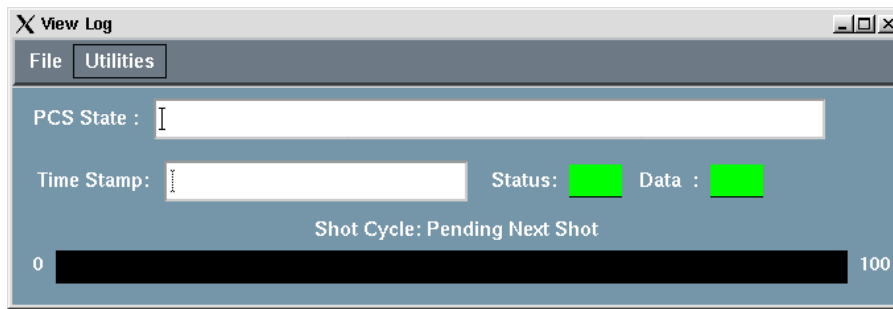 View Log
File Utilities
PCS State :
Time Stamp: Status: Data :
Shot Cycle: Pending Next Shot
0 100